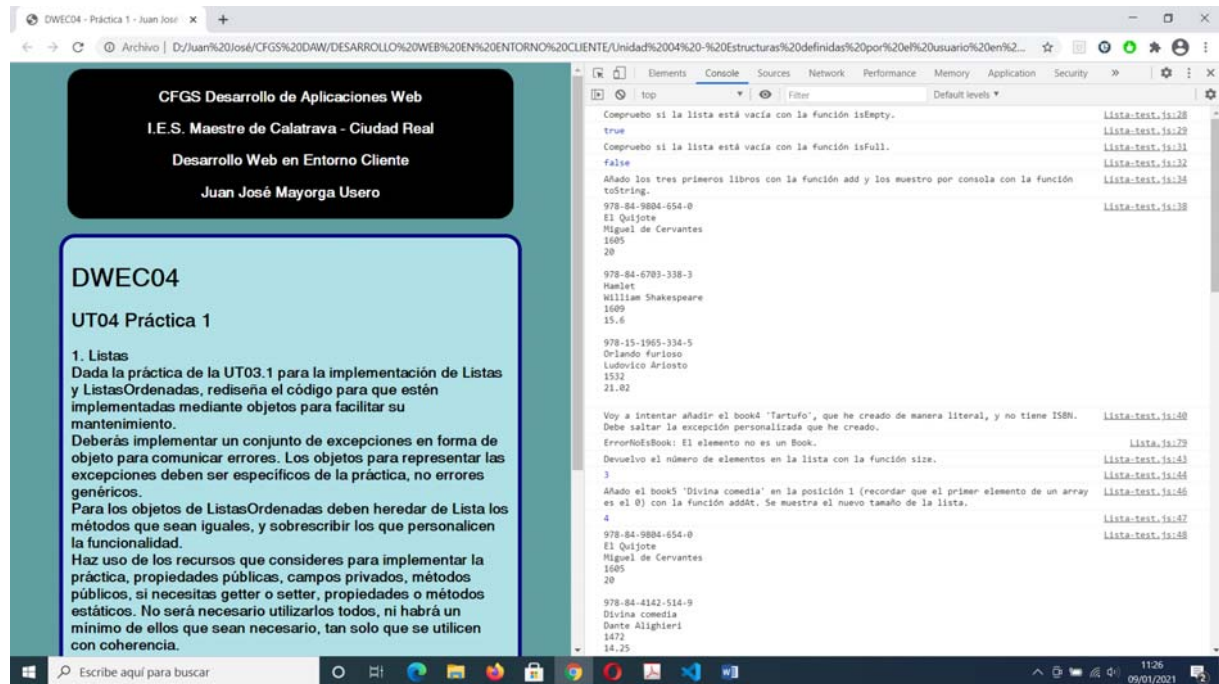 DWEC04 - Práctica 1 - Juan José
Archivo | D:/Juan%20José/CFGS%20DAW/DESARROLLO%20WEB%20EN%20ENTORNO%20CLIENTE/Unidad%2004%20-%20Estructuras%20definidas%20por%20el%20usuario%20en%2...
CFGS Desarrollo de Aplicaciones Web
I.E.S. Maestre de Calatrava - Ciudad Real
Desarrollo Web en Entorno Cliente
Juan José Mayorga Usero
DWEC04
UT04 Práctica 1
1. Listas
Dada la práctica de la UT03.1 para la implementación de Listas
y ListasOrdenadas, rediseña el código para que estén
implementadas mediante objetos para facilitar su
mantenimiento.
Deberás implementar un conjunto de excepciones en forma de
objeto para comunicar errores. Los objetos para representar las
excepciones deben ser específicos de la práctica, no errores
genéricos.
Para los objetos de ListasOrdenadas deben heredar de Lista los
métodos que sean iguales, y sobrescribir los que personalicen
la funcionalidad.
Haz uso de los recursos que consideres para implementar la
práctica, propiedades públicas, campos privados, métodos
públicos, si necesitas getter o setter, propiedades o métodos
estáticos. No será necesario utilizarlos todos, ni habrá un
mínimo de ellos que sean necesario, tan solo que se utilicen
con coherencia.
Elements Console Sources Network Performance Memory Application Security »
top Filter Default levels ▼
Compruebo si la lista está vacía con la función isEmpty. Lista-test.js:28
true Lista-test.js:29
Compruebo si la lista está vacía con la función isFull. Lista-test.js:31
false Lista-test.js:32
Añado los tres primeros libros con la función add y los muestro por consola con la función Lista-test.js:34
toString.
978-84-9804-654-0 Lista-test.js:38
El Quijote
Miguel de Cervantes
1605
20
978-84-6703-338-3
Hamlet
William Shakespeare
1609
15.6
978-15-1965-334-5
Orlando furioso
Ludovico Ariosto
1532
21.02
Voy a intentar añadir el book4 'Tartufo', que he creado de manera literal, y no tiene ISBN. Lista-test.js:40
Debe saltar la excepción personalizada que he creado.
ErrorNoEsBook: El elemento no es un Book. Lista.js:79
Devuelvo el número de elementos en la lista con la función size. Lista-test.js:43
3 Lista-test.js:44
Añado el book5 'Divina comedia' en la posición 1 (recordar que el primer elemento de un array Lista-test.js:46
es el 0) con la función addAt. Se muestra el nuevo tamaño de la lista.
4 Lista-test.js:47
978-84-9804-654-0 Lista-test.js:48
El Quijote
Miguel de Cervantes
1605
20
978-84-4142-514-9
Divina comedia
Dante Alighieri
1472
14.25
Escribe aquí para buscar
11:26
09/01/2021